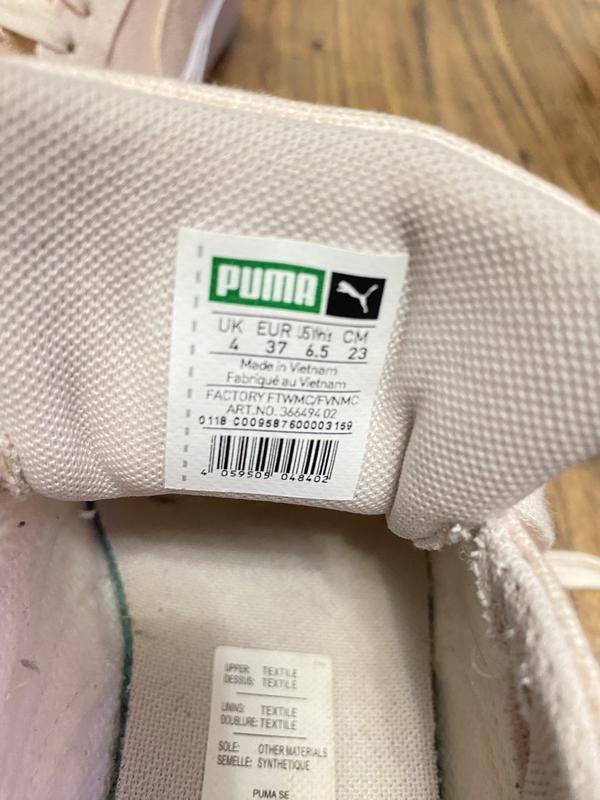 PUMA
UK EUR US Wn's CM
4 37 6.5 23
Made in Vietnam
Fabriqué au Vietnam
FACTORY FTWMC/FVNMC
ART.NO. 366494 02
0118 C009587600003159
4 059505 048402
UPPER: TEXTILE
DESSUS: TEXTILE
LINING: TEXTILE
DOUBLURE: TEXTILE
SOLE: OTHER MATERIALS
SEMELLE: SYNTHETIQUE
PUMA SE